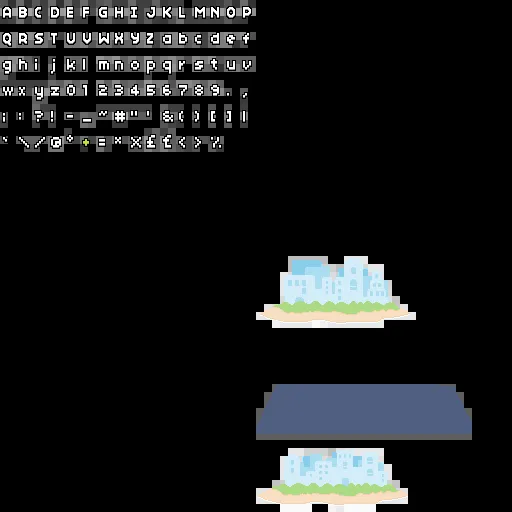 ABCDEFGHIJKLMNOP
QRSTUVWXYZabcdef
ghijklmnopqrstuv
wxyz0123456789.,
;:?!-_~#"'&()[]|
`\/@°+=*x££<>%